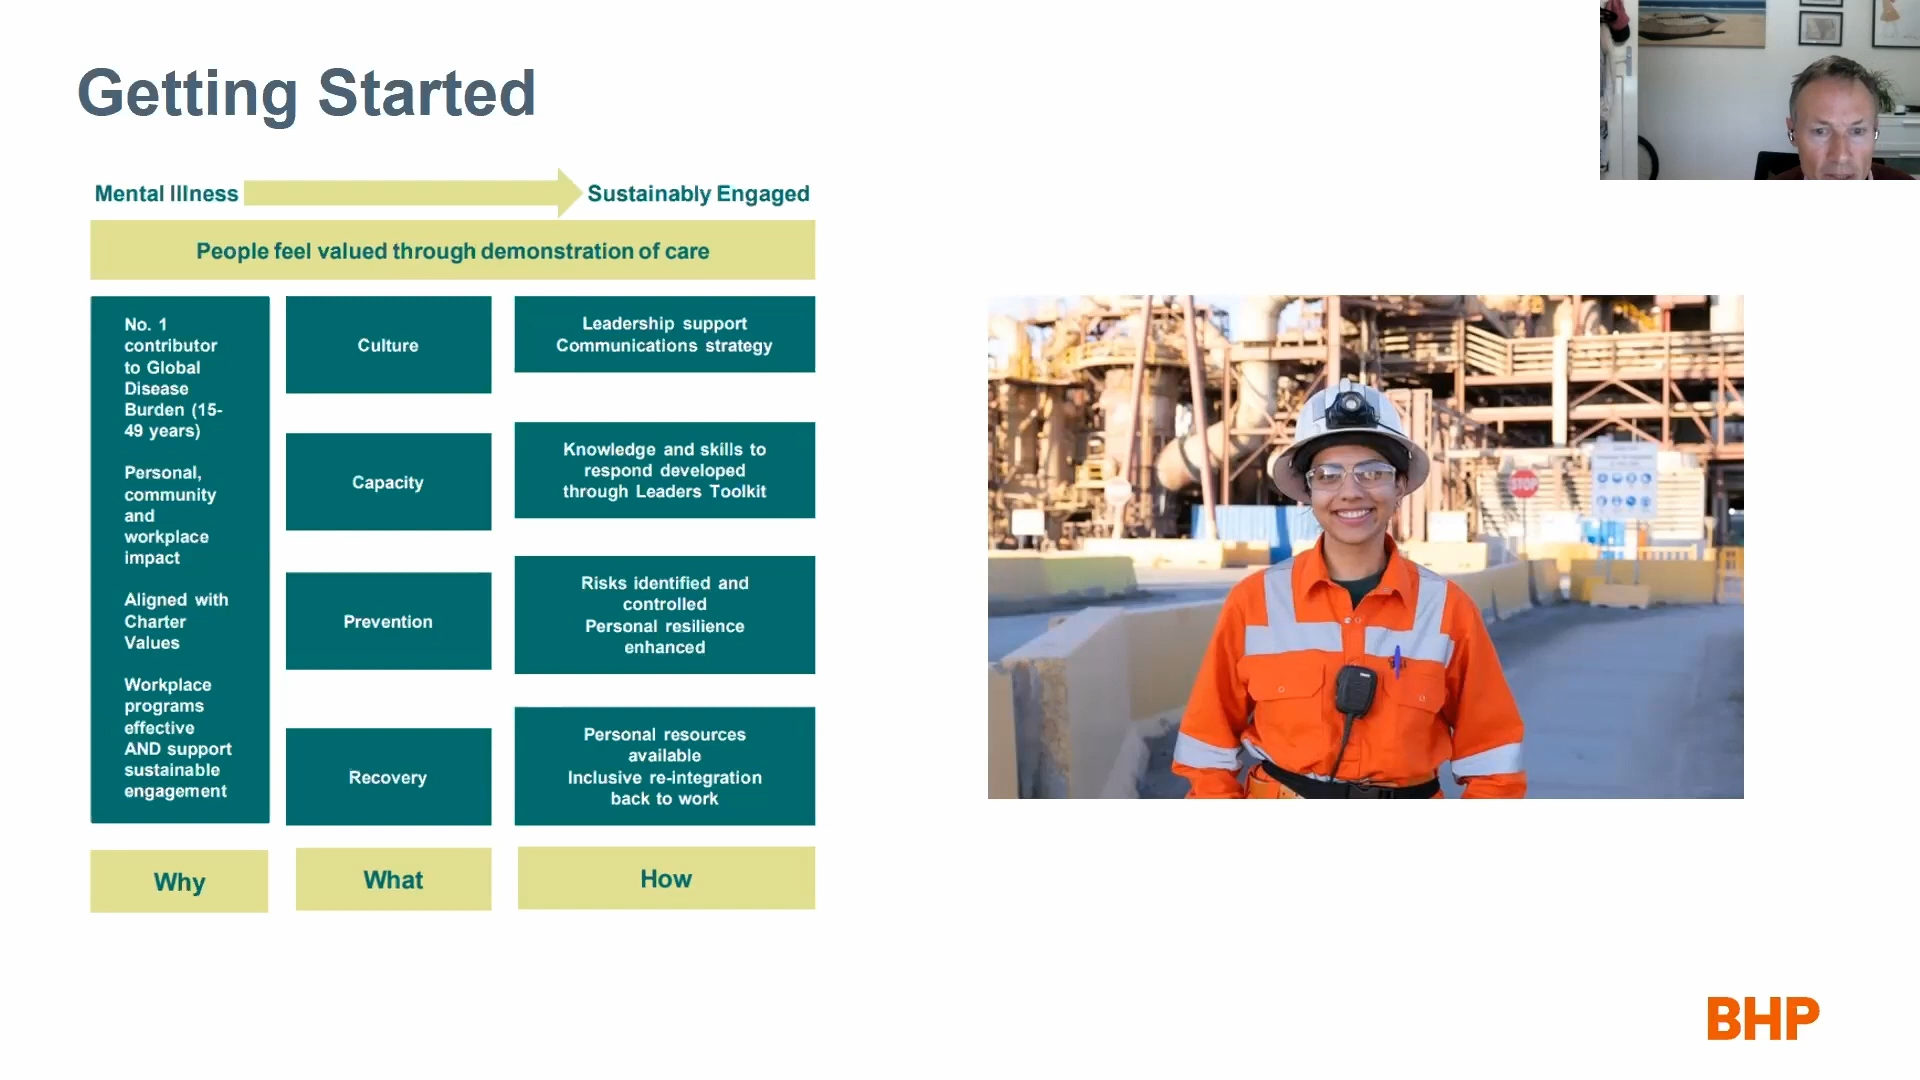 Getting Started
Mental Illness
Sustainably Engaged
People feel valued through demonstration of care
No. 1
contributor
to Global
Disease
Burden (15-
49 years)
Personal,
community
and
workplace
impact
Aligned with
Charter
Values
Workplace
programs
effective
AND support
sustainable
engagement
Culture
Leadership support
Communications strategy
Capacity
Knowledge and skills to
respond developed
through Leaders Toolkit
Prevention
Risks identified and
controlled
Personal resilience
enhanced
Recovery
Personal resources
available
Inclusive re-integration
back to work
Why
What
How
STOP
BHP